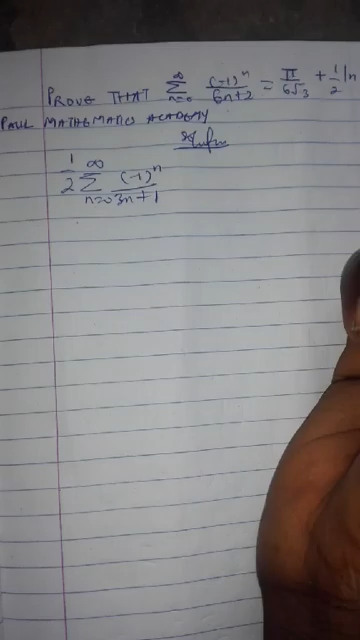 PROVE THAT ∞ Σ n=0 (-1)^n / 6n+2 = π / 6√3 + 1/2 ln
PAUL MATHEMATICS ACADEMY
1/2 ∞ Σ n=0 (-1)^n / 3n+1